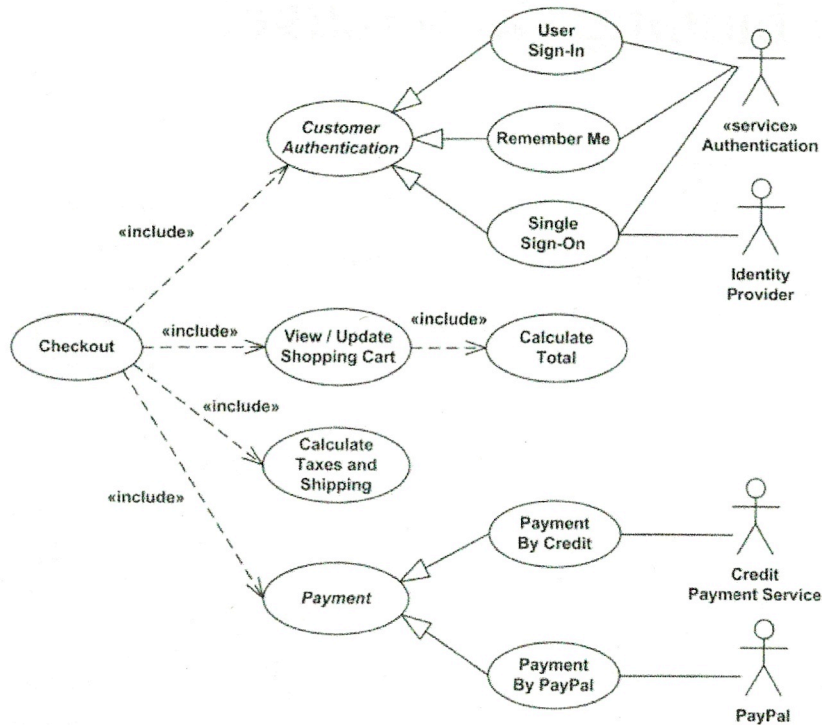 User
Sign-In
Customer
Authentication
Remember Me
«service»
Authentication
«include»
Single
Sign-On
Identity
Provider
Checkout
«include»
View / Update
Shopping Cart
«include»
Calculate
Total
«include»
Calculate
Taxes and
Shipping
«include»
Payment
By Credit
Credit
Payment Service
Payment
Payment
By PayPal
PayPal